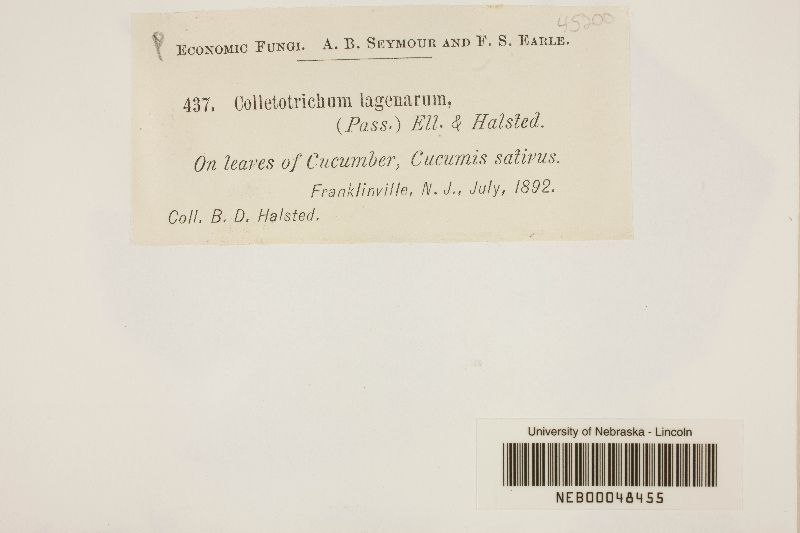 45200
P Economic Fungi. A. B. Seymour and F. S. Earle.
437. Colletotrichum lagenarum,
(Pass.) Ell. & Halsted.
On leaves of Cucumber, Cucumis sativus.
Franklinville, N. J., July, 1892.
Coll. B. D. Halsted.
University of Nebraska - Lincoln
NEB00048455